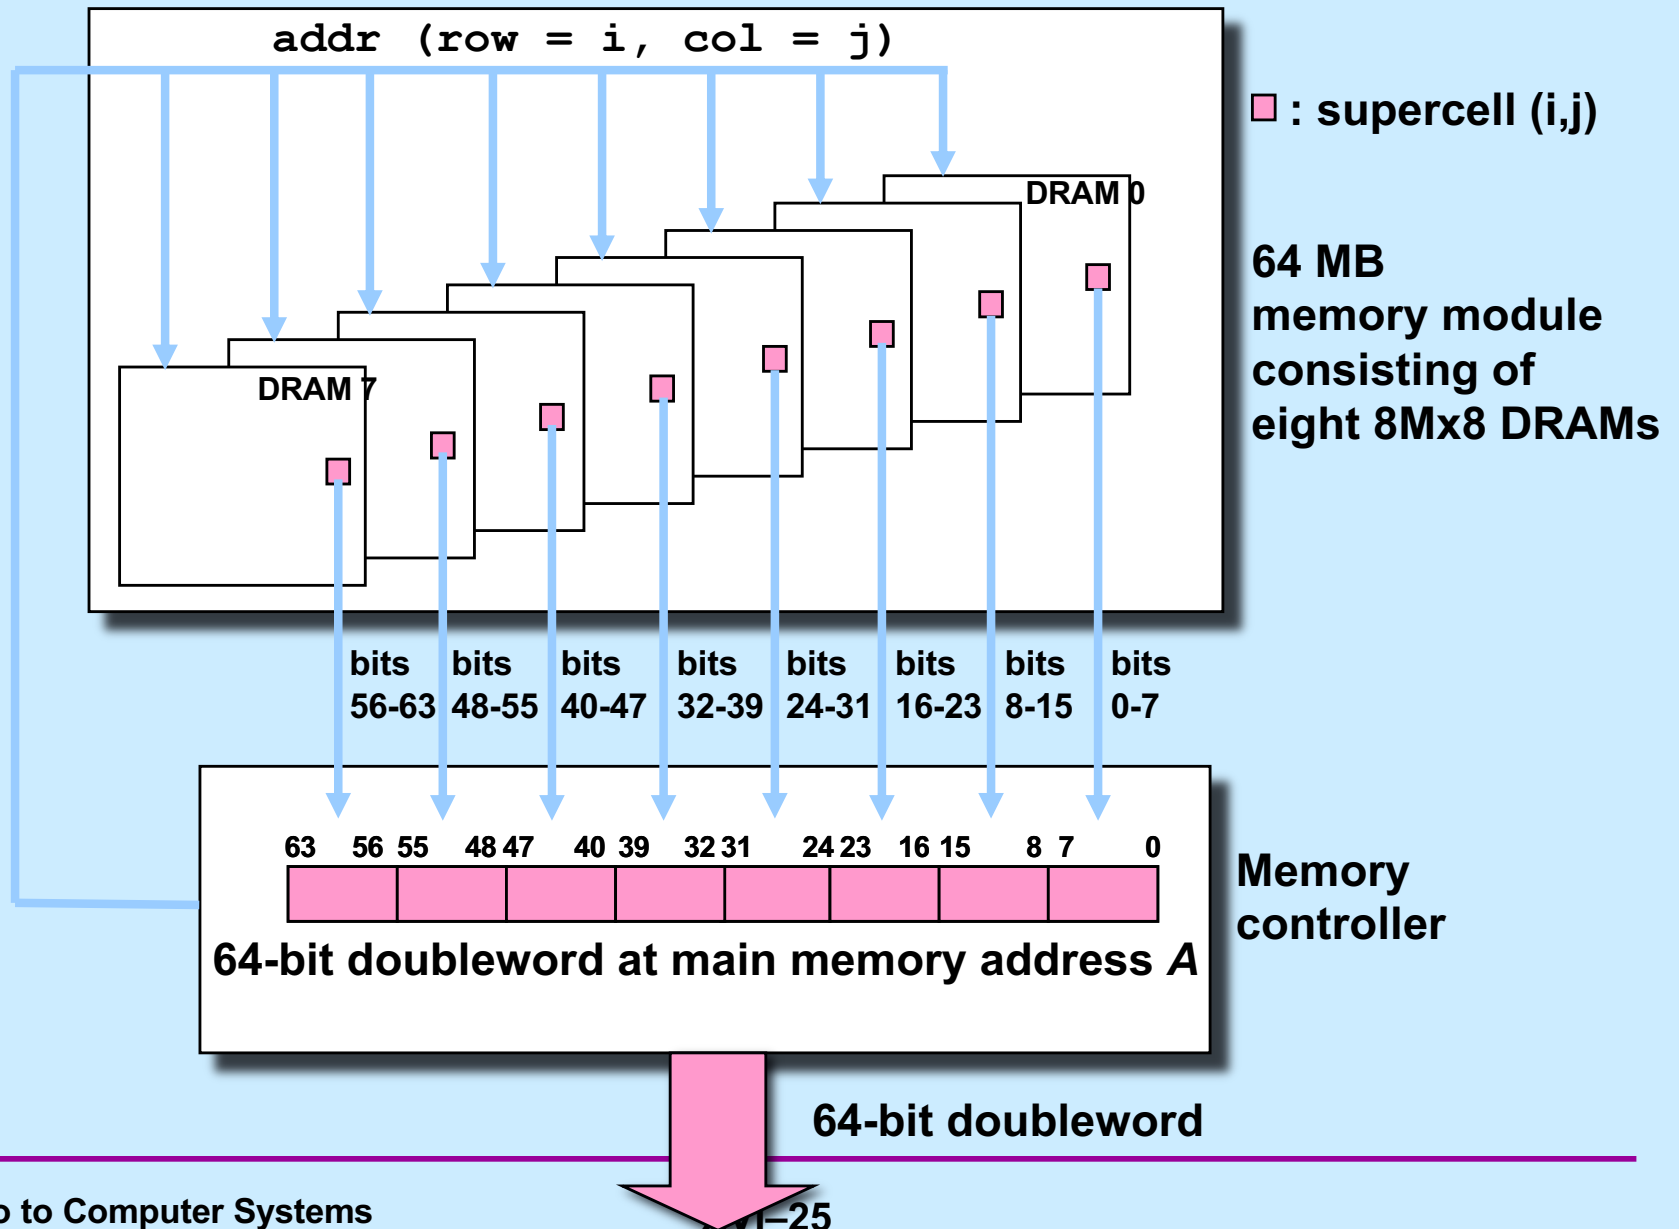 addr (row = i, col = j)
: supercell (i,j)
DRAM 0
64 MB
memory module
consisting of
eight 8Mx8 DRAMs
DRAM 7
bits bits bits bits bits bits bits bits
56-63 48-55 40-47 32-39 24-31 16-23 8-15 0-7
63 56 55 48 47 40 39 32 31 24 23 16 15 8 7 0
Memory
controller
64-bit doubleword at main memory address A
64-bit doubleword
to Computer Systems
–25